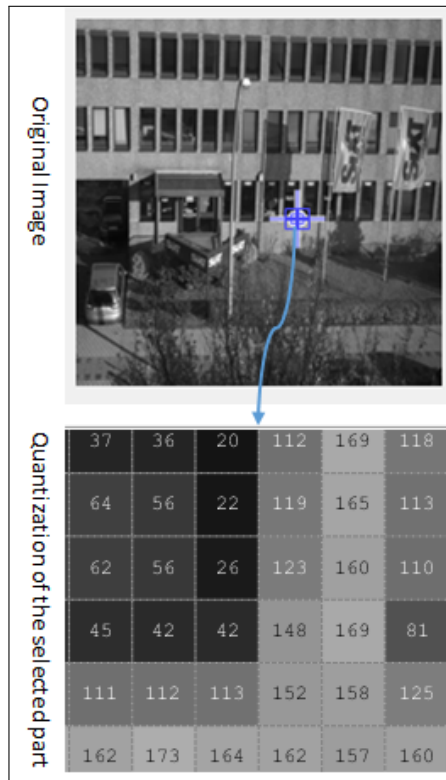 Original Image
Quantization of the selected part
37 36 20 112 169 118
64 56 22 119 165 113
62 56 26 123 160 110
45 42 42 148 169 81
111 112 113 152 158 125
162 173 164 162 157 160